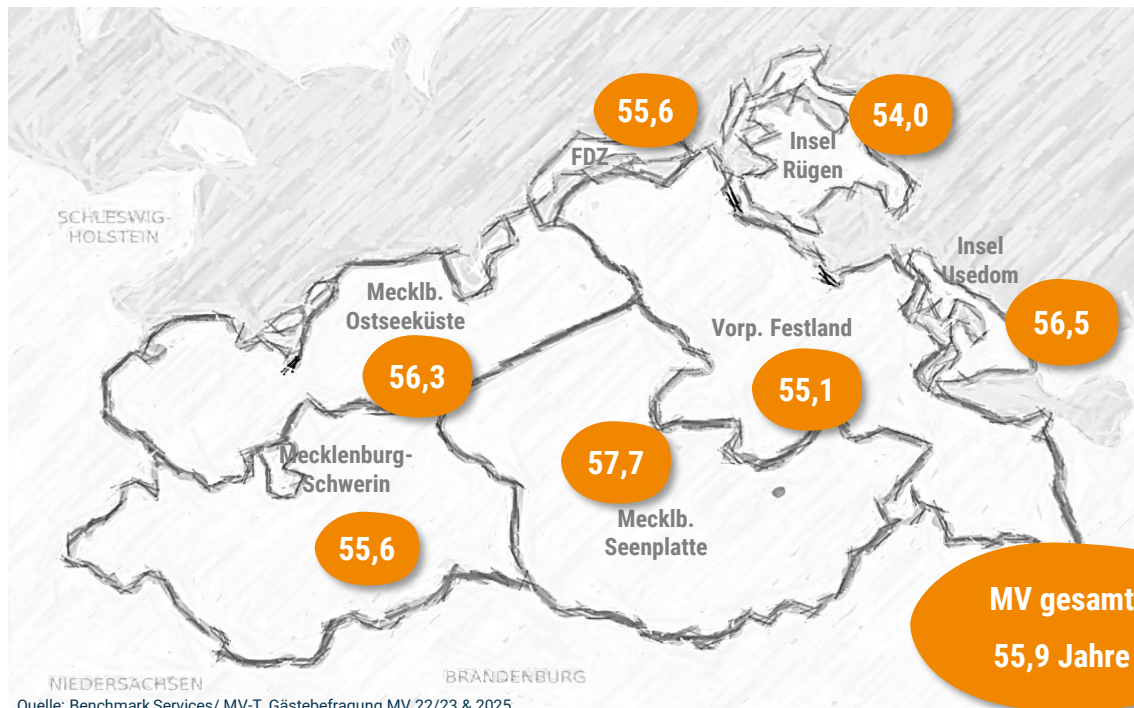 55,6
54,0
FDZ
Insel
Rügen
SCHLESWIG-
HOLSTEIN
Insel
Usedom
Mecklb.
Ostseeküste
Vorp. Festland
56,5
56,3
55,1
Mecklenburg-
Schwerin
57,7
Mecklb.
Seenplatte
55,6
MV gesamt
55,9 Jahre
NIEDERSACHSEN
BRANDENBURG
Quelle: Benchmark Services/ MV-T, Gästebefragung MV 22/23 & 2025